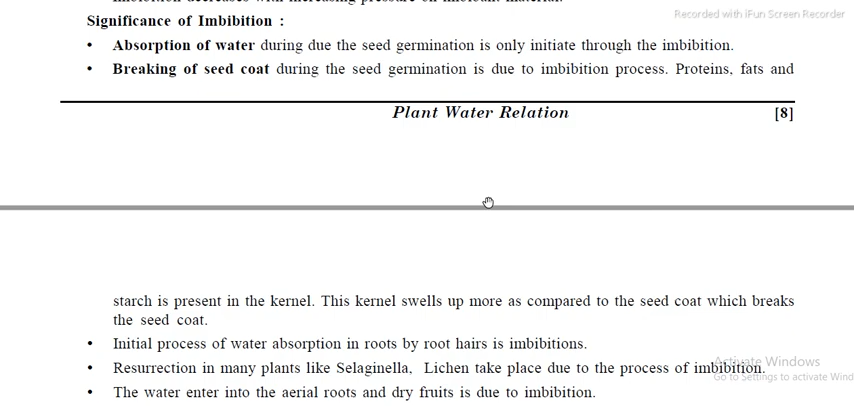 Recorded with iFun Screen Recorder
Significance of Imbibition :
• Absorption of water during due the seed germination is only initiate through the imbibition.
• Breaking of seed coat during the seed germination is due to imbibition process. Proteins, fats and
Plant Water Relation [8]
starch is present in the kernel. This kernel swells up more as compared to the seed coat which breaks
the seed coat.
• Initial process of water absorption in roots by root hairs is imbibitions.
• Resurrection in many plants like Selaginella, Lichen take place due to the process of imbibition.
Activate Windows
Go to Settings to activate Wind
• The water enter into the aerial roots and dry fruits is due to imbibition.